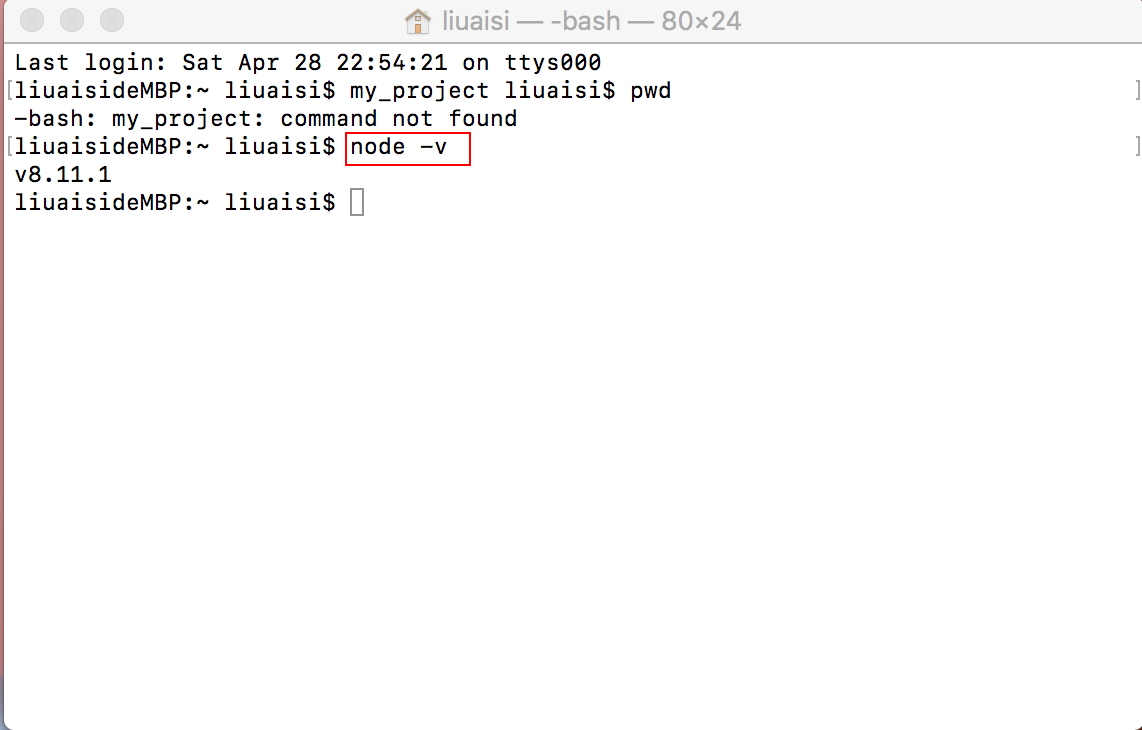 liuaisi — -bash — 80×24
Last login: Sat Apr 28 22:54:21 on ttys000
[liuaisideMBP:~ liuaisi$ my_project liuaisi$ pwd ]
-bash: my_project: command not found
[liuaisideMBP:~ liuaisi$ node -v ]
v8.11.1
liuaisideMBP:~ liuaisi$